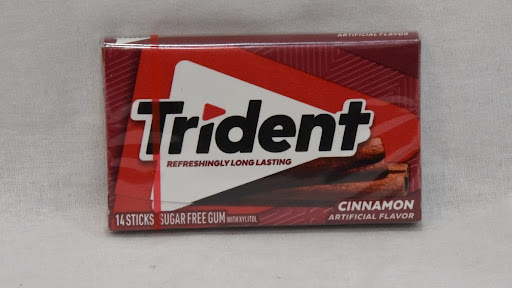 ARTIFICIAL FLAVOR
Trident
REFRESHINGLY LONG LASTING
CINNAMON
ARTIFICIAL FLAVOR
14 STICKS SUGAR FREE GUM WITH XYLITOL